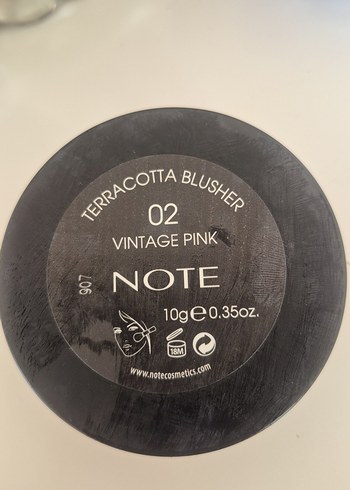 TERRACOTTA BLUSHER
02
VINTAGE PINK
907
NOTE
10g℮0.35oz.
18M
www.notecosmetics.com